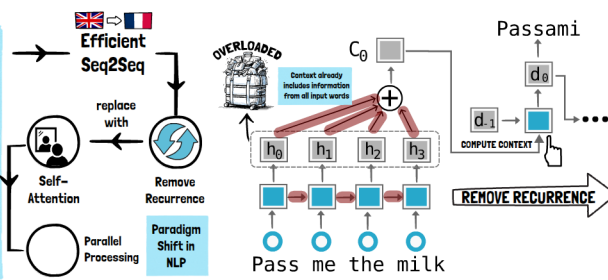 Efficient
Seq2Seq
replace
with
Self-
Attention
Remove
Recurrence
Parallel
Processing
Paradigm
Shift in
NLP
OVERLOADED
Context already
includes information
from all input words
C0
+
h0 h1 h2 h3
Pass me the milk
Passami
d0
d-1
COMPUTE CONTEXT
REMOVE RECURRENCE